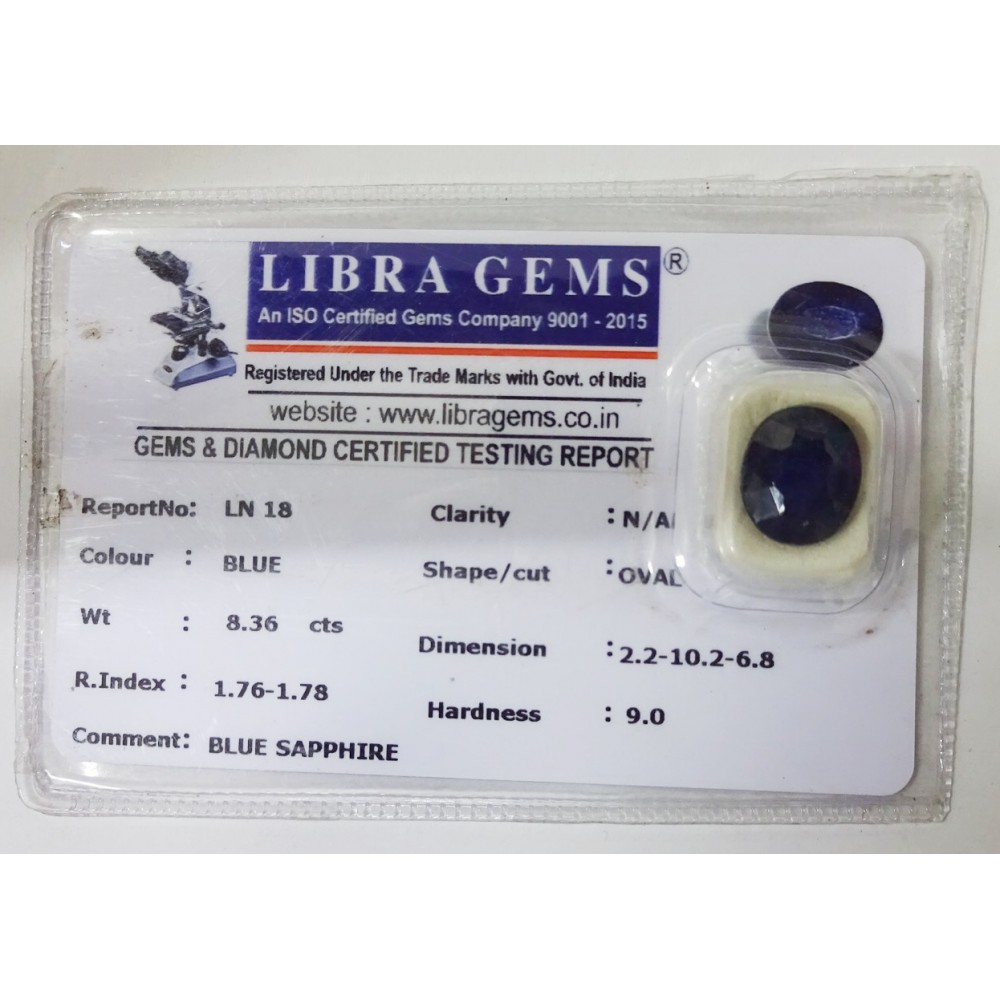 LIBRA GEMS ®
An ISO Certified Gems Company 9001 - 2015
Registered Under the Trade Marks with Govt. of India
website : www.libragems.co.in
GEMS & DIAMOND CERTIFIED TESTING REPORT
ReportNo: LN 18
Clarity : N/A
Colour : BLUE
Shape/cut : OVAL
Wt : 8.36 cts
Dimension : 2.2-10.2-6.8
R.Index : 1.76-1.78
Hardness : 9.0
Comment: BLUE SAPPHIRE